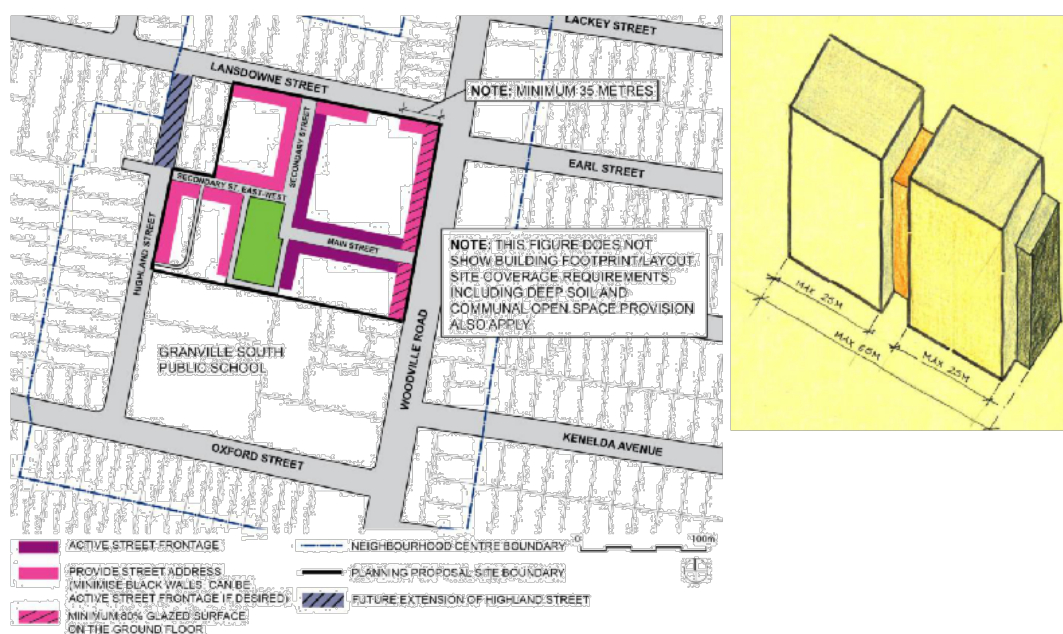 LACKEY STREET
LANSDOWNE STREET
NOTE: MINIMUM 35 METRES
SECONDARY STREET
EARL STREET
SECONDARY ST. EAST-WEST
MAIN STREET
HIGHLAND STREET
NOTE: THIS FIGURE DOES NOT
SHOW BUILDING FOOTPRINT/LAYOUT.
SITE COVERAGE REQUIREMENTS
INCLUDING DEEP SOIL AND
COMMUNAL OPEN SPACE PROVISION
ALSO APPLY.
GRANVILLE SOUTH
PUBLIC SCHOOL
WOODVILLE ROAD
OXFORD STREET
KENELDA AVENUE
ACTIVE STREET FRONTAGE
PROVIDE STREET ADDRESS
(MINIMISE BLACK WALLS, CAN BE
ACTIVE STREET FRONTAGE IF DESIRED)
MINIMUM 80% GLAZED SURFACE
ON THE GROUND FLOOR
NEIGHBOURHOOD CENTRE BOUNDARY
PLANNING PROPOSAL SITE BOUNDARY
FUTURE EXTENSION OF HIGHLAND STREET
0 100m
MAX 25M
MAX 60M
MAX 25M